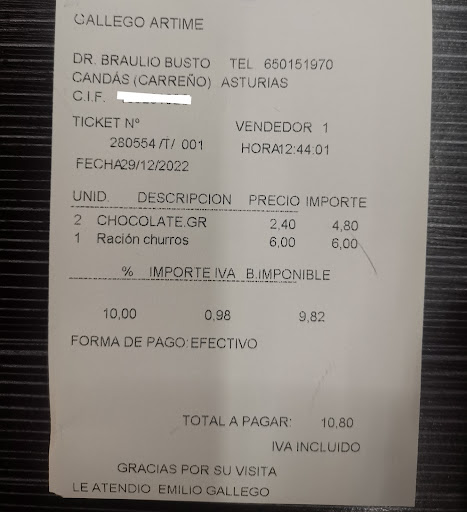 GALLEGO ARTIME
DR. BRAULIO BUSTO TEL 650151970
CANDÁS (CARREÑO) ASTURIAS
C.I.F.
TICKET Nº VENDEDOR 1
280554 /T/ 001 HORA12:44:01
FECHA29/12/2022
UNID. DESCRIPCION PRECIO IMPORTE
2 CHOCOLATE.GR 2,40 4,80
1 Ración churros 6,00 6,00
% IMPORTE IVA B.IMPONIBLE
10,00 0,98 9,82
FORMA DE PAGO:EFECTIVO
TOTAL A PAGAR: 10,80
IVA INCLUIDO
GRACIAS POR SU VISITA
LE ATENDIO EMILIO GALLEGO